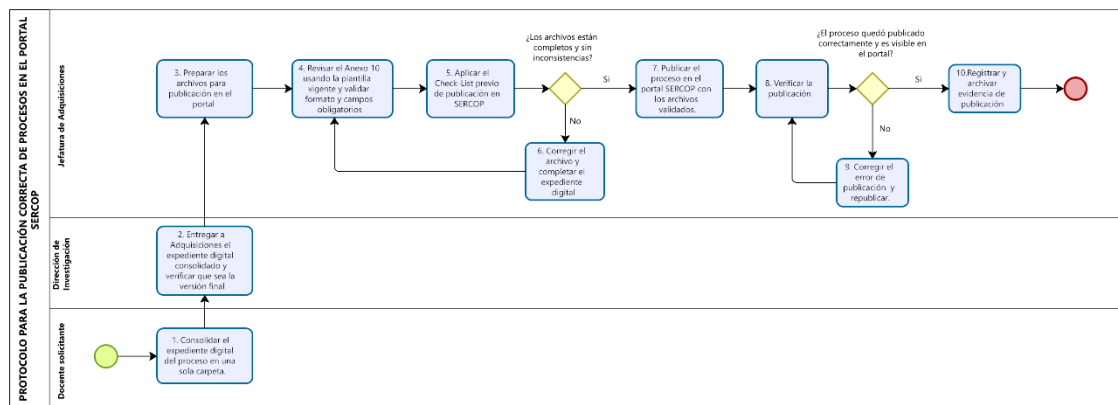 PROTOCOLO PARA LA PUBLICACIÓN CORRECTA DE PROCESOS EN EL PORTAL
SERCOP
Jefatura de Adquisiciones
3. Preparar los
archivos para
publicación en el
portal
4. Revisar el Anexo 10
usando la plantilla
vigente y validar
formato y campos
obligatorios
5. Aplicar el
Check-List previo
de publicación en
SERCOP
¿Los archivos están
completos y sin
inconsistencias?
Si
No
6. Corregir el
archivo y
completar el
expediente
digital
7. Publicar el
proceso en el
portal SERCOP con
los archivos
validados.
8. Verificar la
publicación
¿El proceso quedó publicado
correctamente y es visible en
el portal?
Si
No
9. Corregir el
error de
publicación y
republicar.
10.Registrar y
archivar
evidencia de
publicación
Dirección de
Investigación
2. Entregar a
Adquisiciones el
expediente digital
consolidado y
verificar que sea la
versión final
Docente solicitante
1. Consolidar el
expediente digital
del proceso en una
sola carpeta.